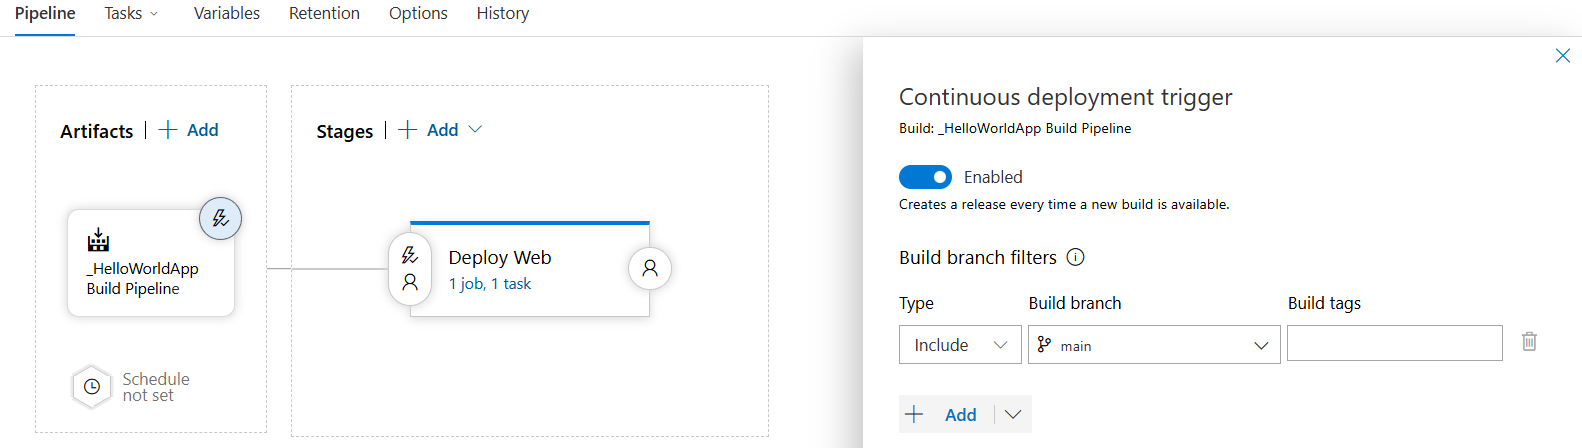 Pipeline Tasks Variables Retention Options History
Artifacts | + Add
_HelloWorldApp
Build Pipeline
Schedule
not set
Stages | + Add
Deploy Web
1 job, 1 task
Continuous deployment trigger
Build: _HelloWorldApp Build Pipeline
Enabled
Creates a release every time a new build is available.
Build branch filters
Type Build branch Build tags
Include main
+ Add